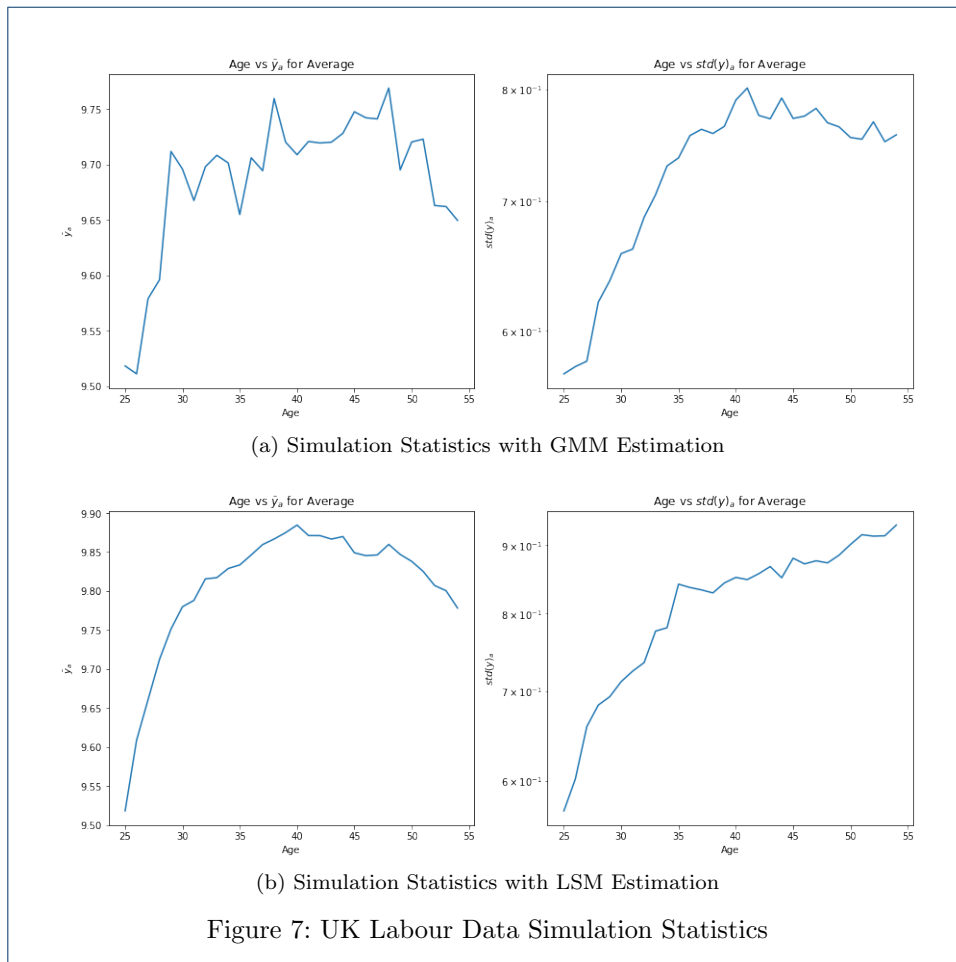 Age vs ȳₐ for Average
Age vs std(y)ₐ for Average
9.75
9.70
9.65
9.60
9.55
9.50
ȳₐ
25 30 35 40 45 50 55
Age
8 × 10⁻¹
7 × 10⁻¹
6 × 10⁻¹
std(y)ₐ
25 30 35 40 45 50 55
Age
(a) Simulation Statistics with GMM Estimation
Age vs ȳₐ for Average
Age vs std(y)ₐ for Average
9.90
9.85
9.80
9.75
9.70
9.65
9.60
9.55
9.50
ȳₐ
25 30 35 40 45 50 55
Age
9 × 10⁻¹
8 × 10⁻¹
7 × 10⁻¹
6 × 10⁻¹
std(y)ₐ
25 30 35 40 45 50 55
Age
(b) Simulation Statistics with LSM Estimation
Figure 7: UK Labour Data Simulation Statistics